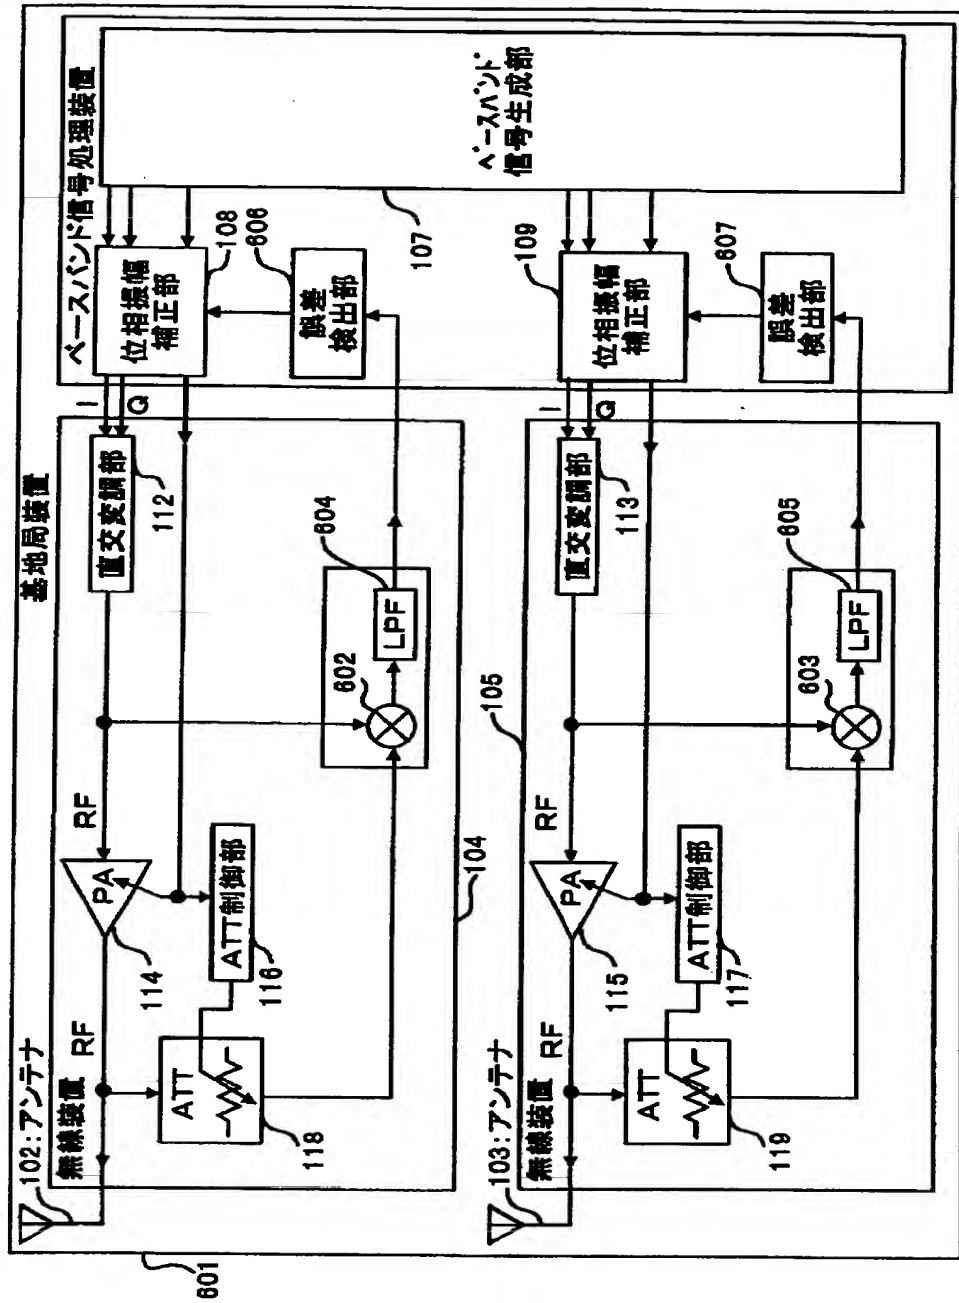 601
基地局装置
102:アンテナ
無線装置
RF
114
PA
RF
直交変調部
112
I
Q
ベースバンド信号処理装置
位相振幅
補正部
108
ATT
118
ATT制御部
116
104
602
LPF
604
誤差
検出部
606
107
ベースバンド
信号生成部
103:アンテナ
無線装置
105
RF
115
PA
RF
直交変調部
113
I
Q
位相振幅
補正部
109
ATT
119
ATT制御部
117
603
LPF
605
誤差
検出部
607